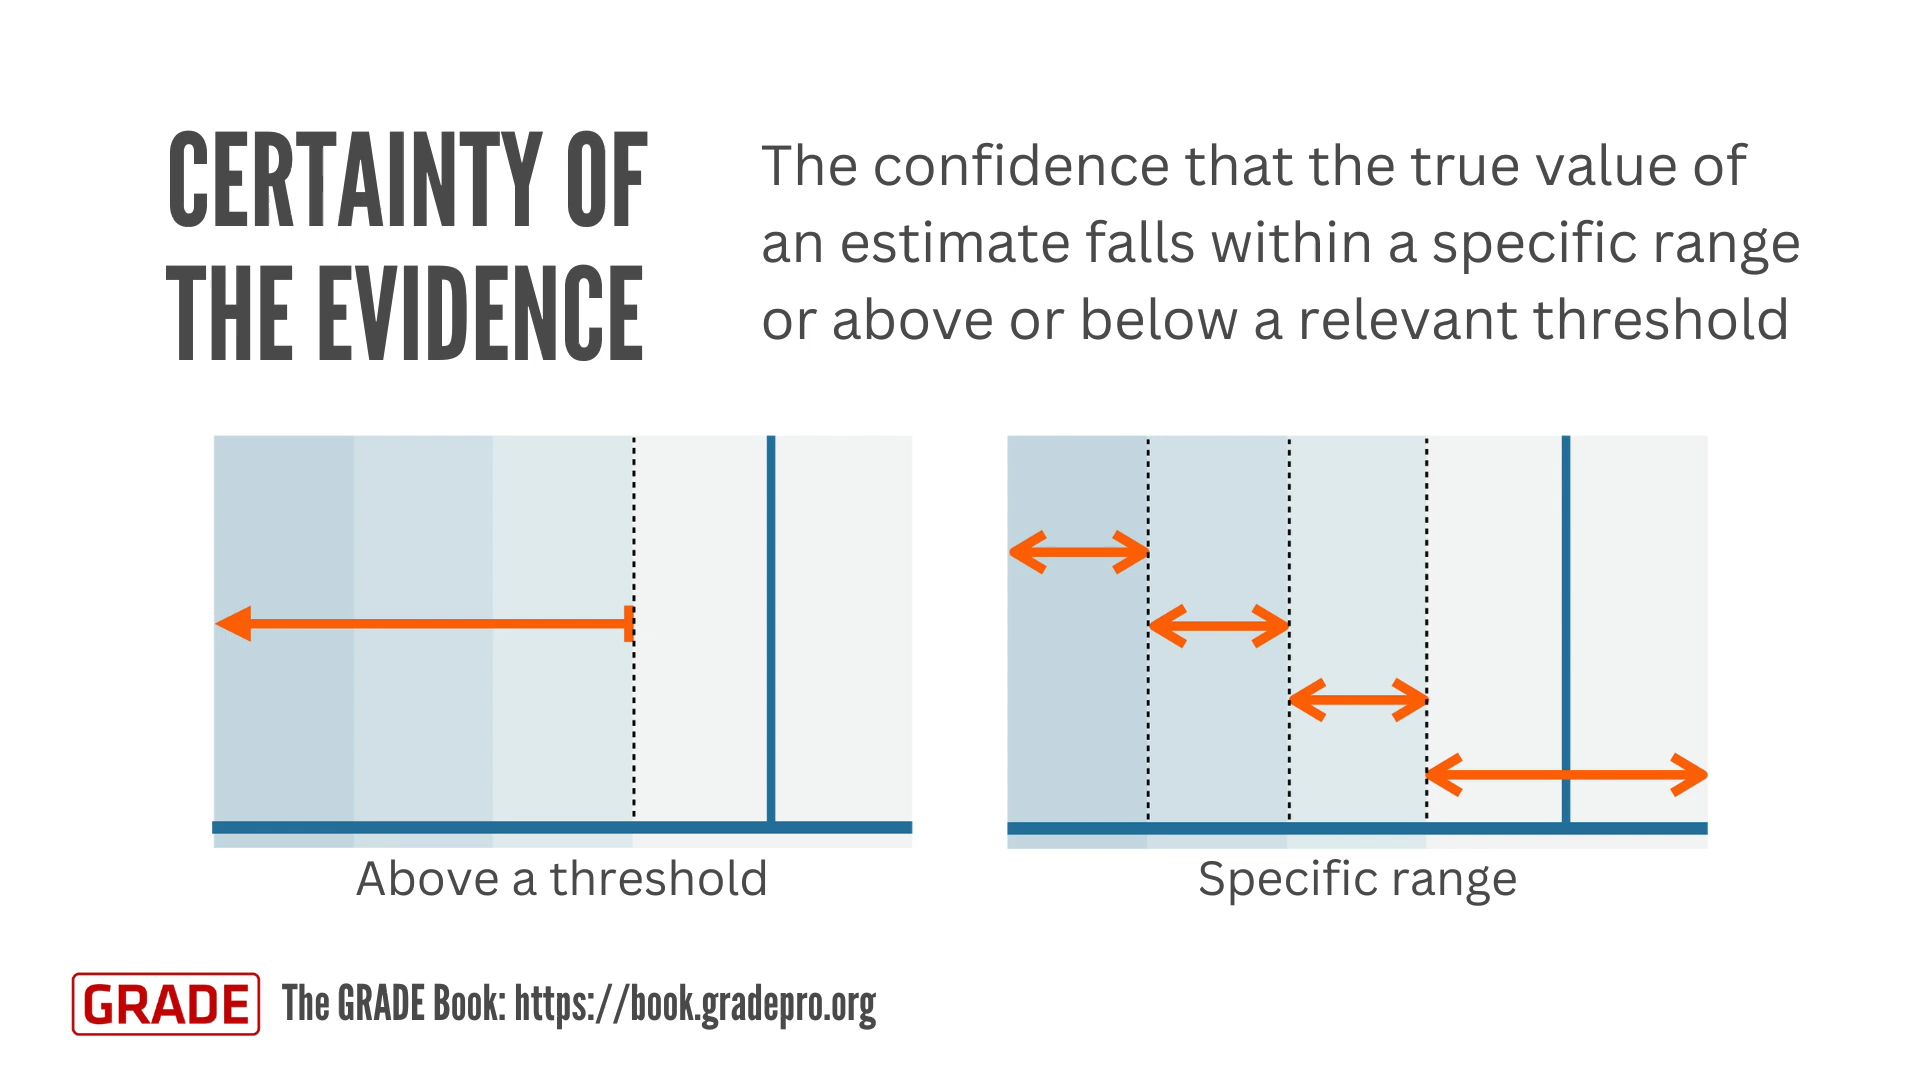 CERTAINTY OF
THE EVIDENCE
The confidence that the true value of
an estimate falls within a specific range
or above or below a relevant threshold
Above a threshold
Specific range
GRADE
The GRADE Book: https://book.gradepro.org